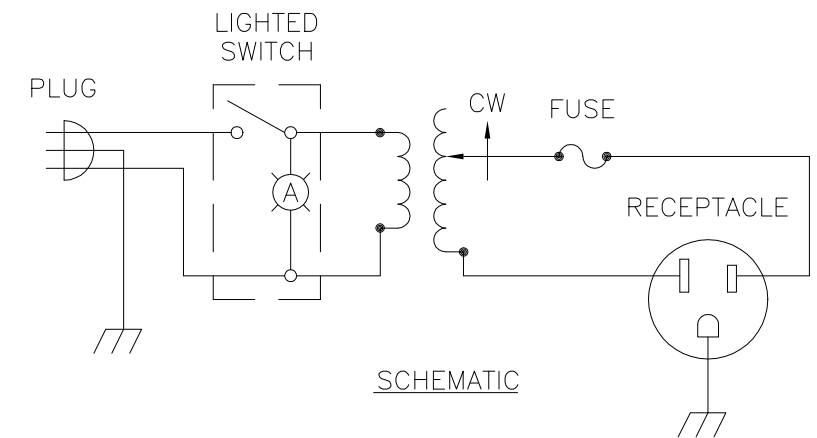 LIGHTED
SWITCH
PLUG
CW
FUSE
A
RECEPTACLE
SCHEMATIC